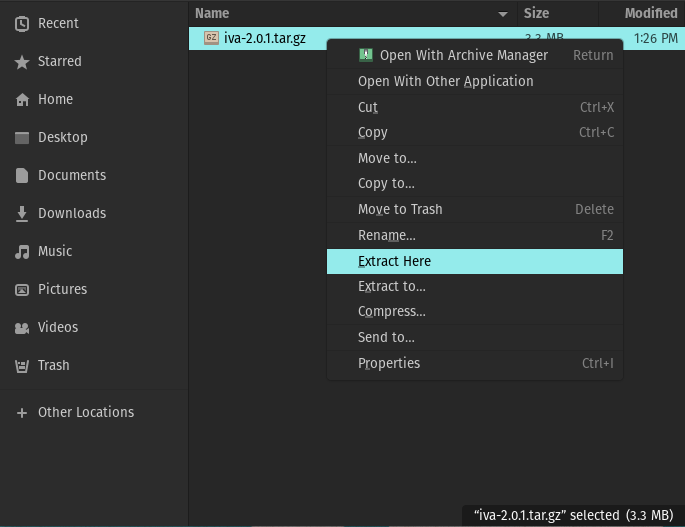 Name Size Modified
iva-2.0.1.tar.gz 3.3 MB 1:26 PM
Recent
Starred
Home
Desktop
Documents
Downloads
Music
Pictures
Videos
Trash
Other Locations
Open With Archive Manager Return
Open With Other Application
Cut Ctrl+X
Copy Ctrl+C
Move to...
Copy to...
Move to Trash Delete
Rename... F2
Extract Here
Extract to...
Compress...
Send to...
Properties Ctrl+I
“iva-2.0.1.tar.gz” selected (3.3 MB)